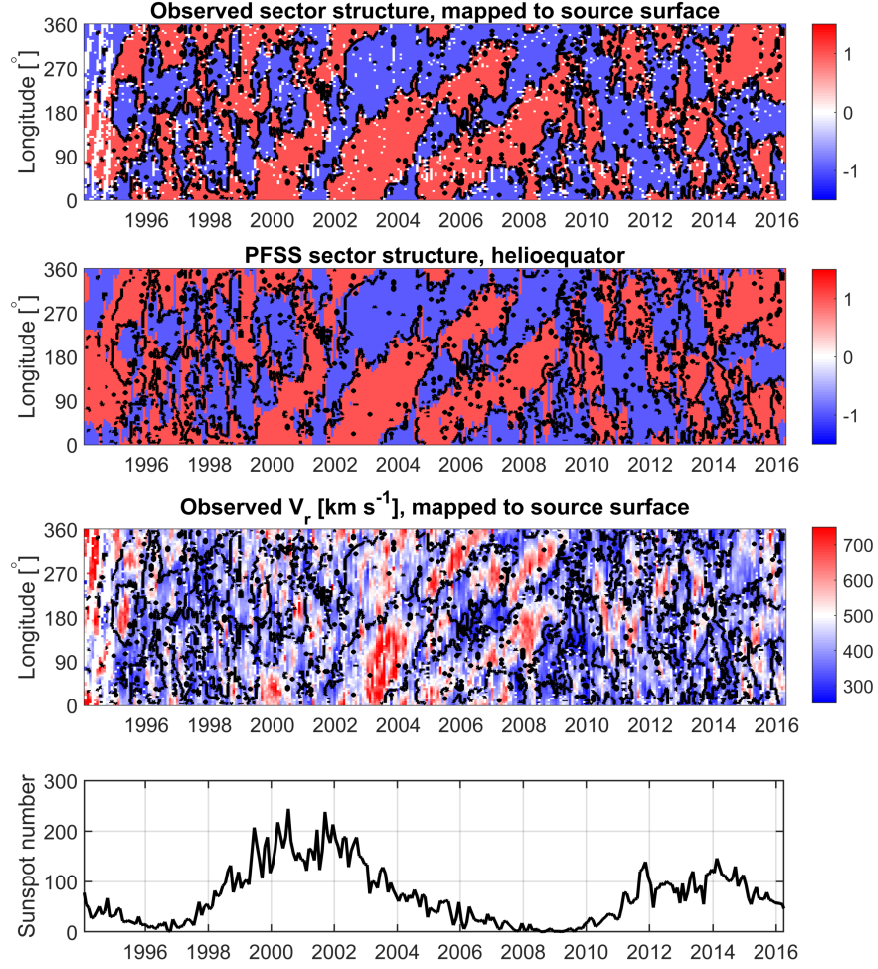 Observed sector structure, mapped to source surface
Longitude [°]
360
270
180
90
0
1996 1998 2000 2002 2004 2006 2008 2010 2012 2014 2016
1
0
-1
PFSS sector structure, helioequator
Longitude [°]
360
270
180
90
0
1996 1998 2000 2002 2004 2006 2008 2010 2012 2014 2016
1
0
-1
Observed Vr [km s-1], mapped to source surface
Longitude [°]
360
270
180
90
0
1996 1998 2000 2002 2004 2006 2008 2010 2012 2014 2016
700
600
500
400
300
Sunspot number
300
200
100
0
1996 1998 2000 2002 2004 2006 2008 2010 2012 2014 2016